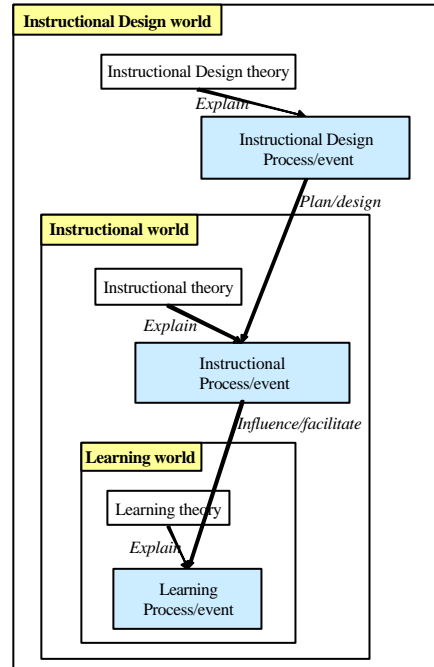 Instructional Design world
Instructional Design theory
Explain
Instructional Design
Process/event
Plan/design
Instructional world
Instructional theory
Explain
Instructional
Process/event
Influence/facilitate
Learning world
Learning theory
Explain
Learning
Process/event